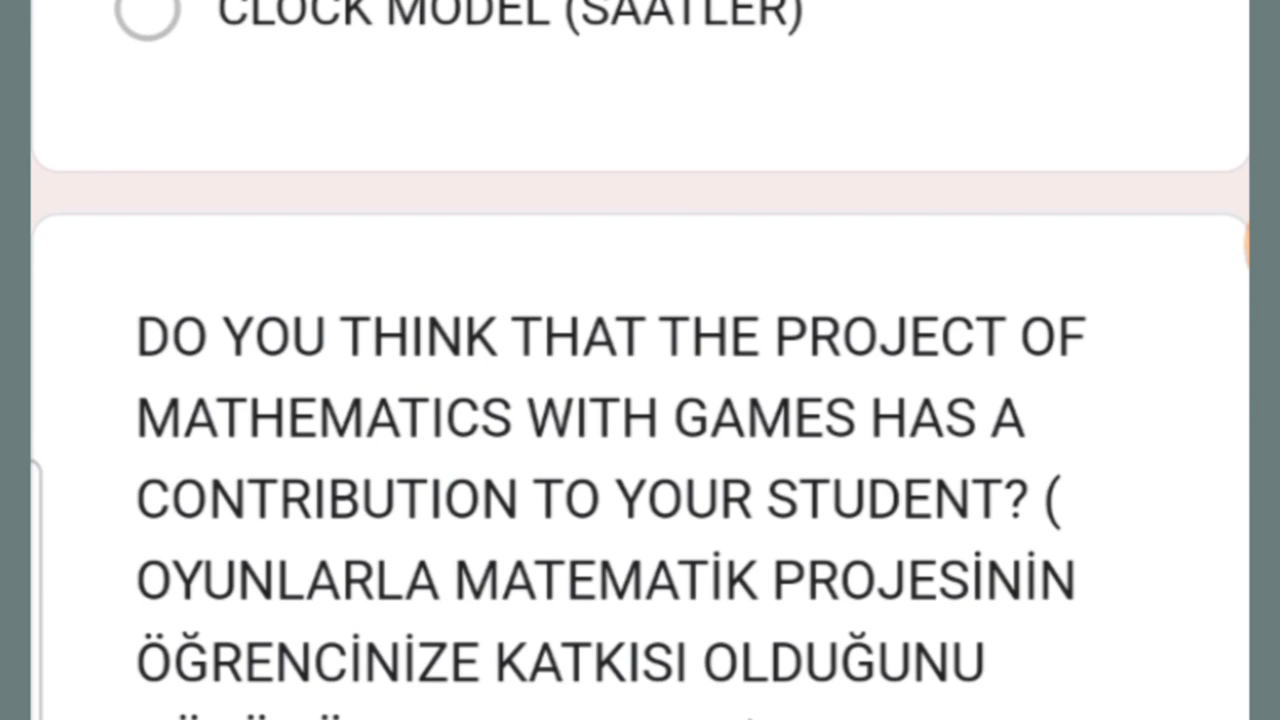 CLOCK MODEL (SAATLER)
DO YOU THINK THAT THE PROJECT OF
MATHEMATICS WITH GAMES HAS A
CONTRIBUTION TO YOUR STUDENT? (
OYUNLARLA MATEMATİK PROJESİNİN
ÖĞRENCİNİZE KATKISI OLDUĞUNU